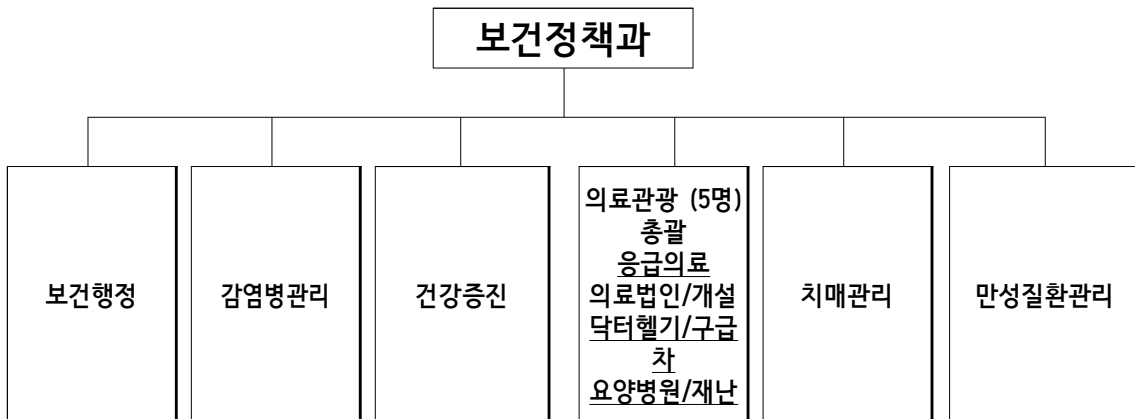 보건정책과
보건행정
감염병관리
건강증진
의료관광 (5명)
총괄
응급의료
의료법인/개설
닥터헬기/구급
차
요양병원/재난
치매관리
만성질환관리